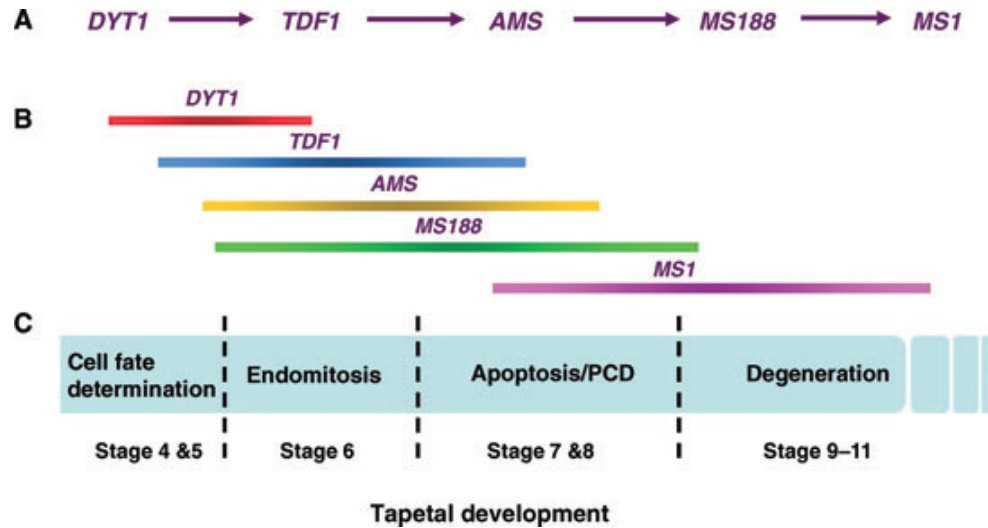 A
DYT1 TDF1 AMS MS188 MS1
B
DYT1
TDF1
AMS
MS188
MS1
C
Cell fate
determination
Endomitosis
Apoptosis/PCD
Degeneration
Stage 4 &5 Stage 6 Stage 7 &8 Stage 9–11
Tapetal development